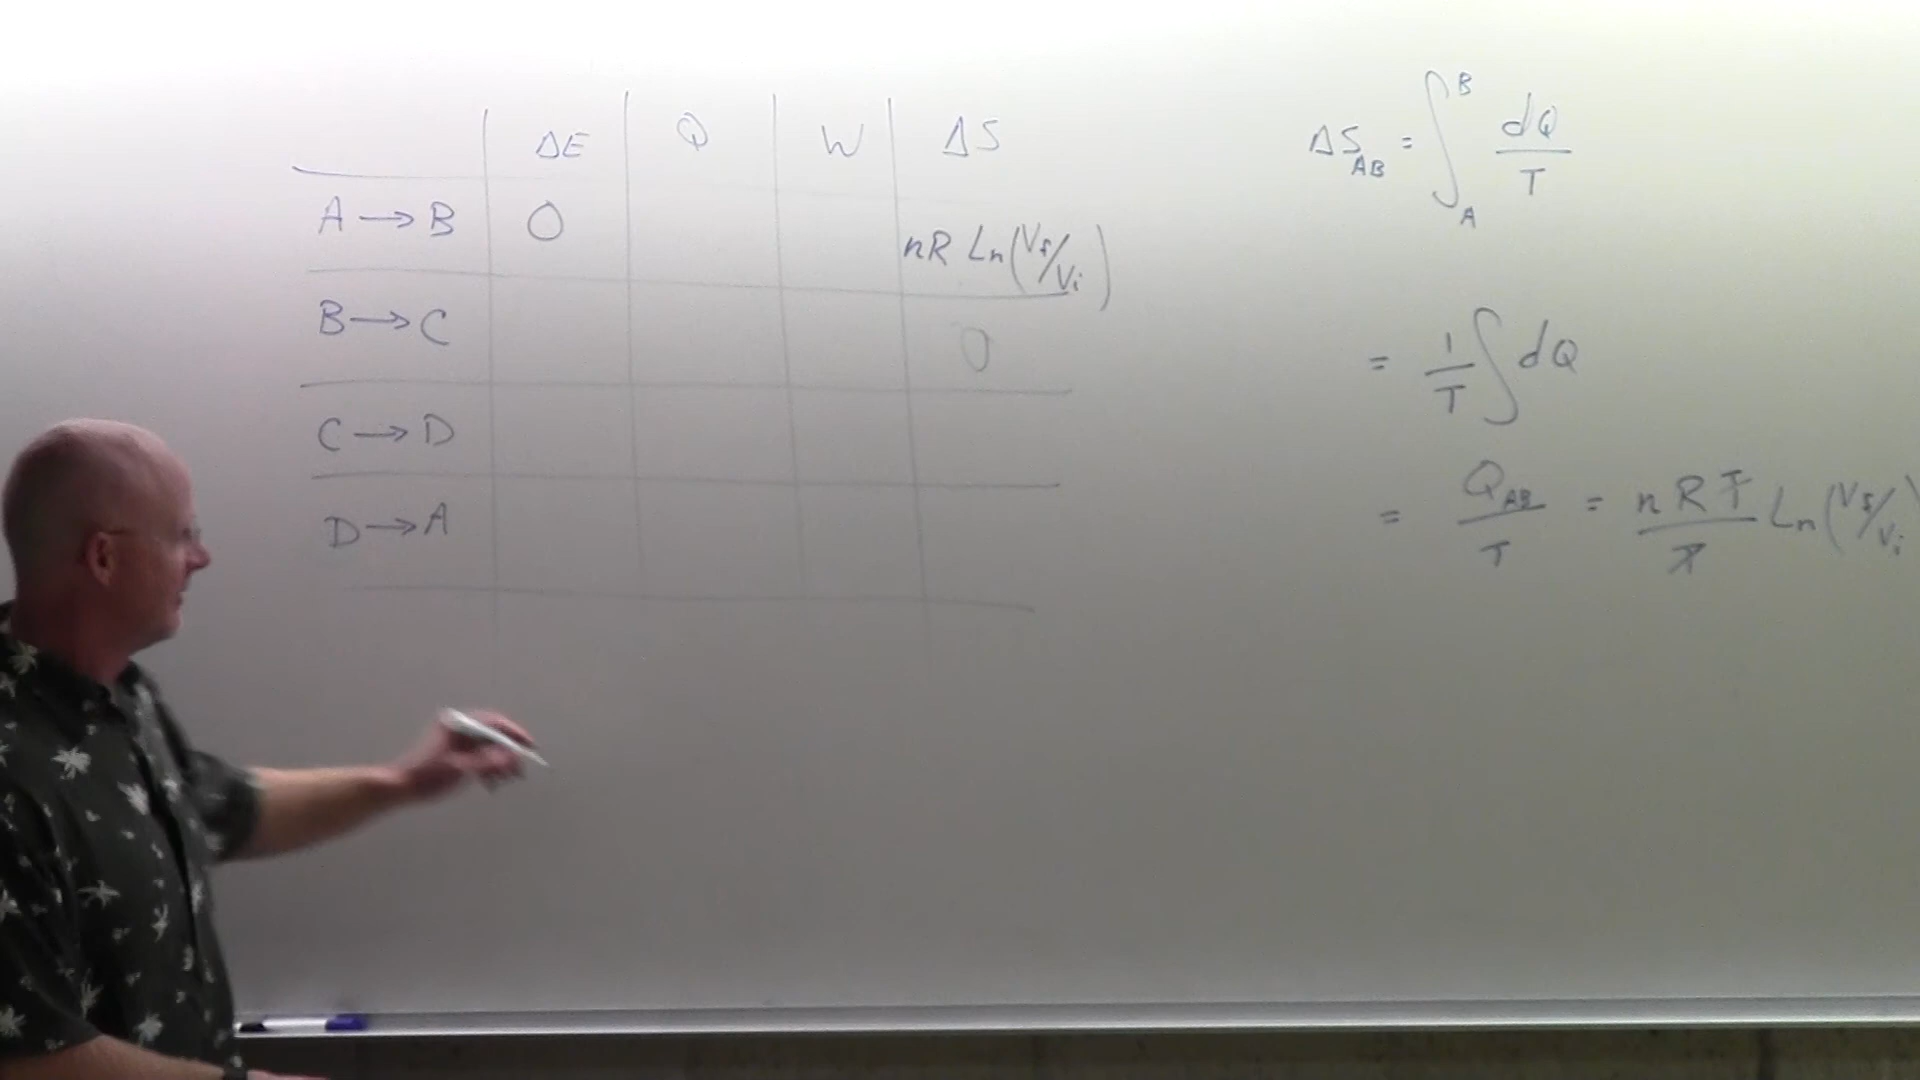 ΔE Q W ΔS
A → B 0 nR Ln(Vf/Vi)
B → C 0
C → D
D → A
ΔS_AB = ∫_A^B dQ/T
= 1/T ∫ dQ
= Q_AB/T = nRT/T Ln(Vf/Vi)